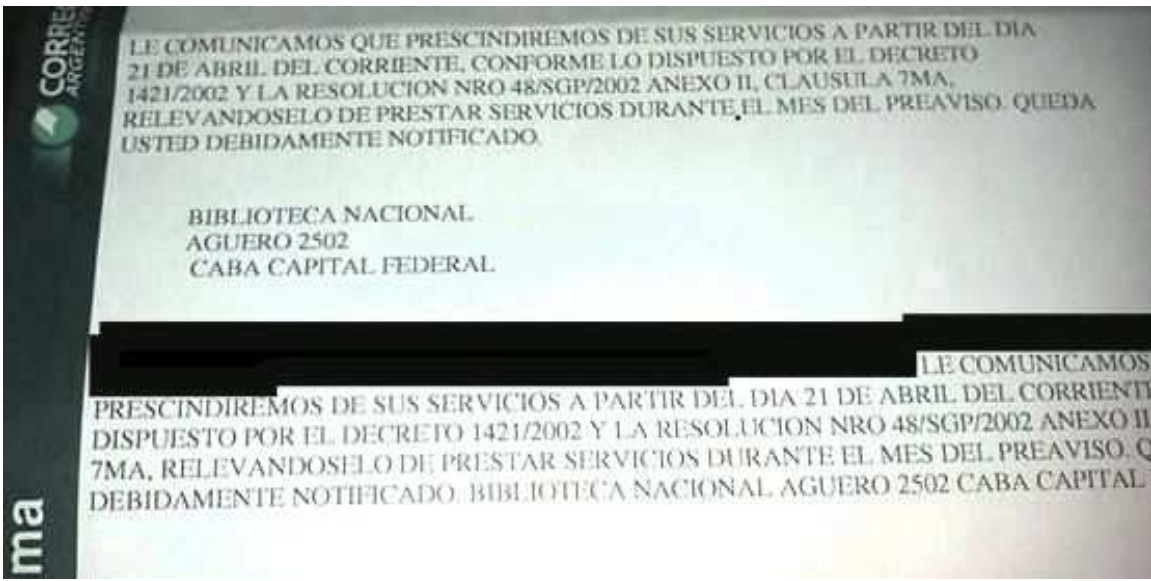 CORREO
ARGENTINO
LE COMUNICAMOS QUE PRESCINDIREMOS DE SUS SERVICIOS A PARTIR DEL DIA
21 DE ABRIL DEL CORRIENTE, CONFORME LO DISPUESTO POR EL DECRETO
1421/2002 Y LA RESOLUCION NRO 48/SGP/2002 ANEXO II, CLAUSULA 7MA,
RELEVANDOSELO DE PRESTAR SERVICIOS DURANTE EL MES DEL PREAVISO. QUEDA
USTED DEBIDAMENTE NOTIFICADO.
BIBLIOTECA NACIONAL
AGUERO 2502
CABA CAPITAL FEDERAL
LE COMUNICAMOS
PRESCINDIREMOS DE SUS SERVICIOS A PARTIR DEL DIA 21 DE ABRIL DEL CORRIENTE
DISPUESTO POR EL DECRETO 1421/2002 Y LA RESOLUCION NRO 48/SGP/2002 ANEXO II
7MA, RELEVANDOSELO DE PRESTAR SERVICIOS DURANTE EL MES DEL PREAVISO. Q
DEBIDAMENTE NOTIFICADO. BIBLIOTECA NACIONAL AGUERO 2502 CABA CAPITAL
ma